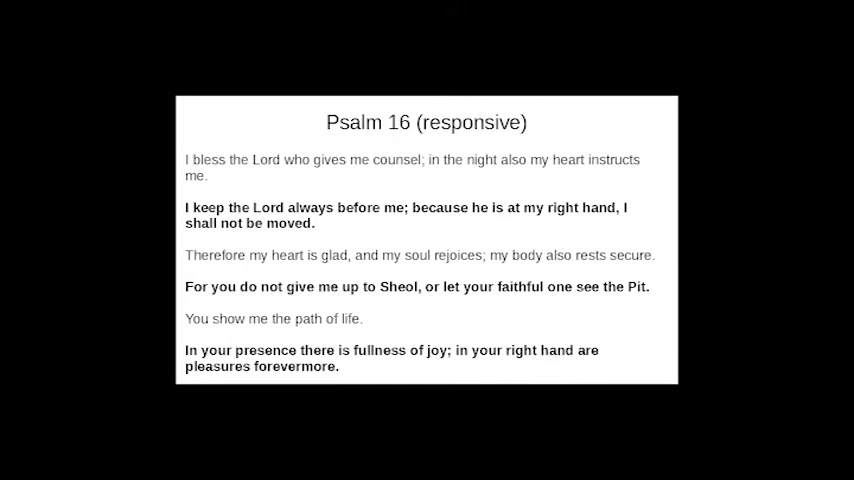 Psalm 16 (responsive)
I bless the Lord who gives me counsel; in the night also my heart instructs
me.
I keep the Lord always before me; because he is at my right hand, I
shall not be moved.
Therefore my heart is glad, and my soul rejoices; my body also rests secure.
For you do not give me up to Sheol, or let your faithful one see the Pit.
You show me the path of life.
In your presence there is fullness of joy; in your right hand are
pleasures forevermore.